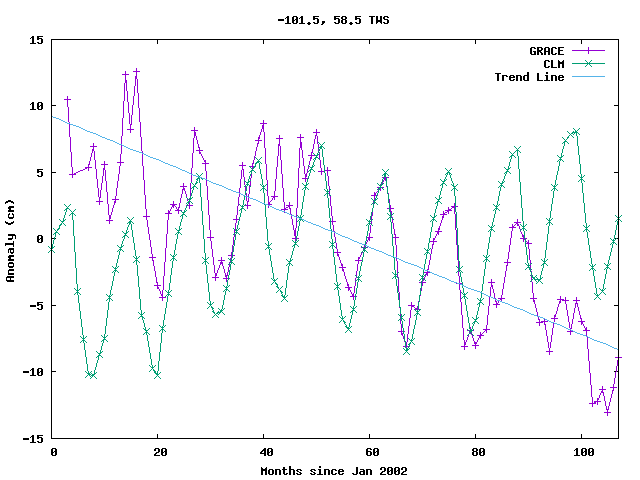 -101.5, 58.5 TWS
GRACE
CLM
Trend Line
15
10
5
0
-5
-10
-15
Anomaly (cm)
0 20 40 60 80 100
Months since Jan 2002